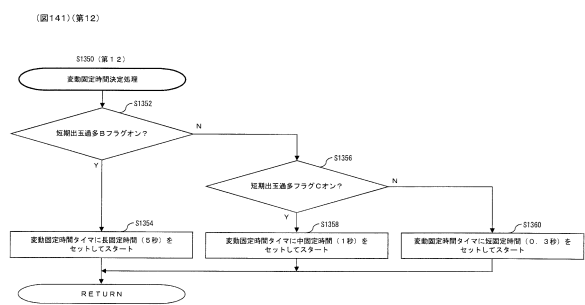 （図１４１）（第１２）
S1350（第１２）
変動固定時間決定処理
S1352
短期出玉過多Ｂフラグオン？
N
Y
S1356
短期出玉過多フラグＣオン？
N
Y
S1354
変動固定時間タイマに長固定時間（５秒）を
セットしてスタート
S1358
変動固定時間タイマに中固定時間（１秒）を
セットしてスタート
S1360
変動固定時間タイマに短固定時間（０．３秒）を
セットしてスタート
ＲＥＴＵＲＮ